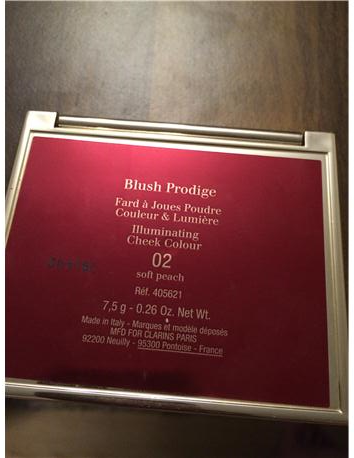 Blush Prodige
Fard à Joues Poudre
Couleur & Lumière
Illuminating
Cheek Colour
02
soft peach
Réf. 405621
7,5 g - 0.26 Oz. Net Wt.
Made in Italy - Marques et modèle déposés
MFD FOR CLARINS PARIS
92200 Neuilly - 95300 Pontoise - France